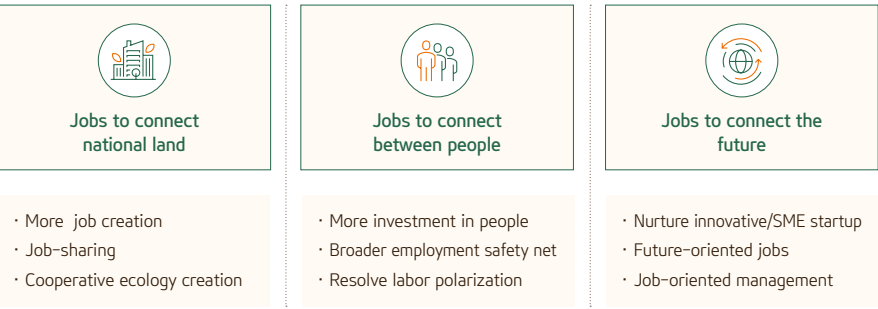 Jobs to connect
national land
· More job creation
· Job-sharing
· Cooperative ecology creation
Jobs to connect
between people
· More investment in people
· Broader employment safety net
· Resolve labor polarization
Jobs to connect the
future
· Nurture innovative/SME startup
· Future-oriented jobs
· Job-oriented management